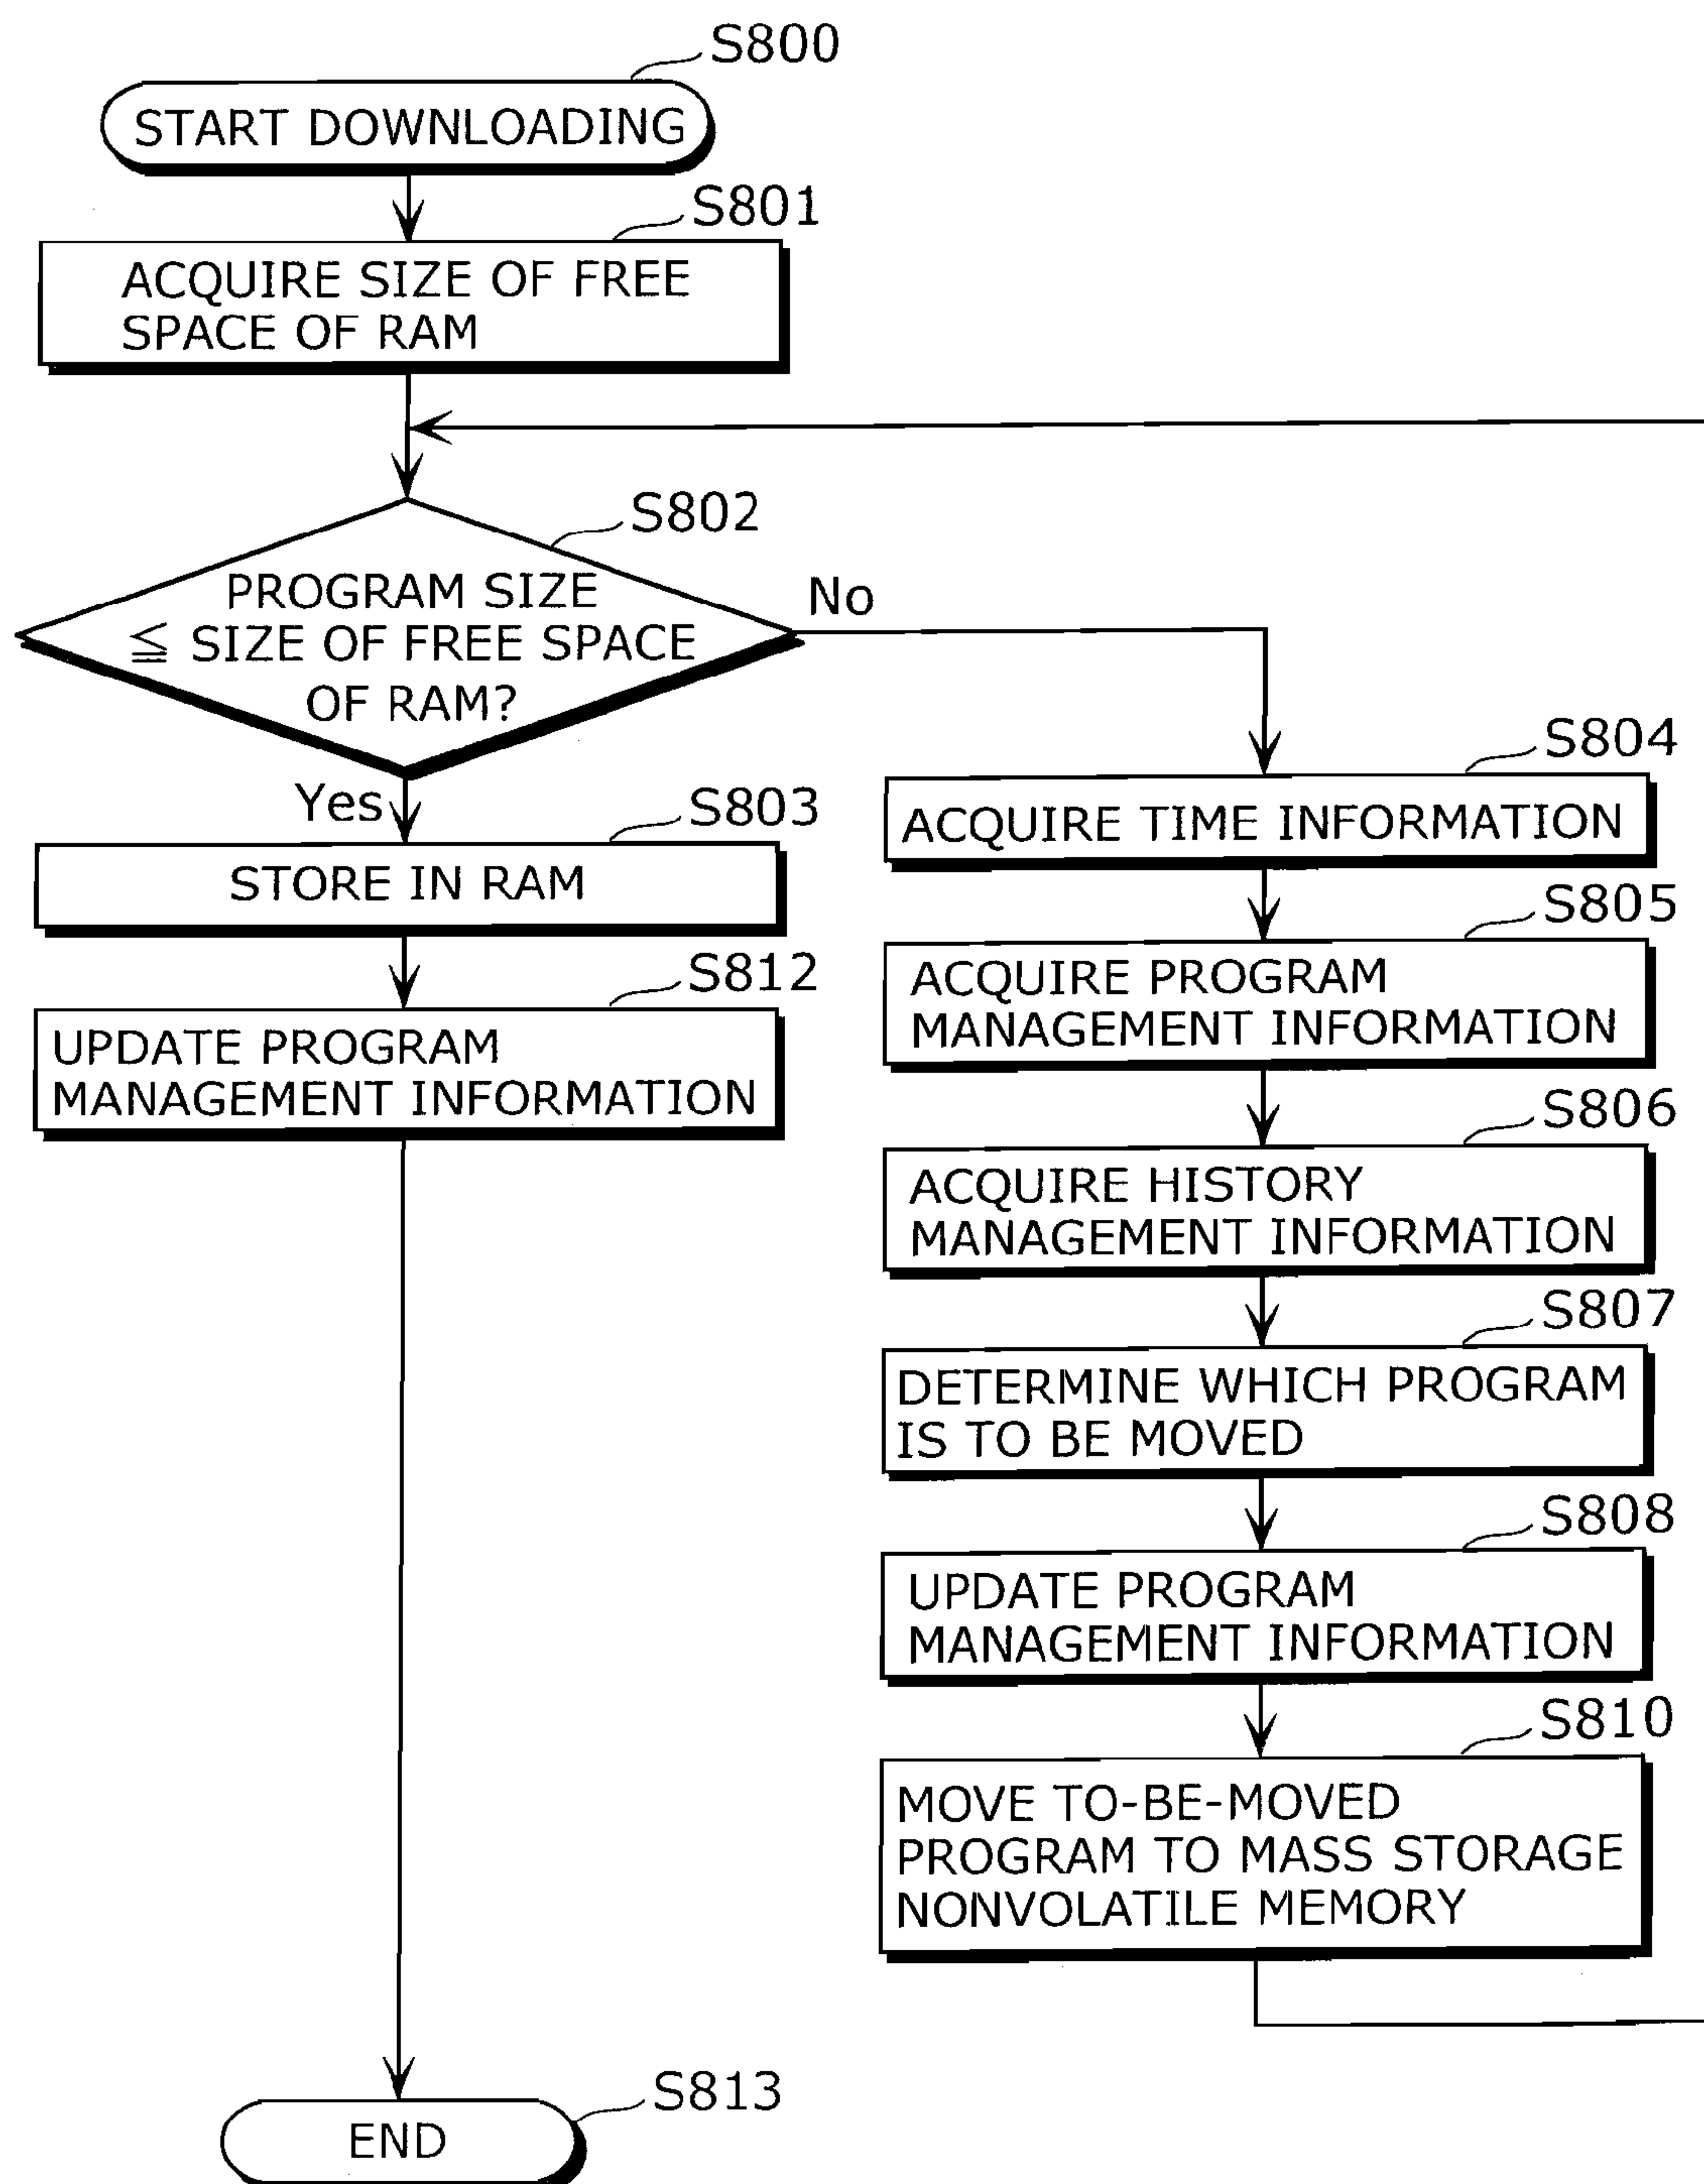 S800
START DOWNLOADING
S801
ACQUIRE SIZE OF FREE
SPACE OF RAM
S802
PROGRAM SIZE
≦ SIZE OF FREE SPACE
OF RAM?
No
Yes
S803
STORE IN RAM
S812
UPDATE PROGRAM
MANAGEMENT INFORMATION
S804
ACQUIRE TIME INFORMATION
S805
ACQUIRE PROGRAM
MANAGEMENT INFORMATION
S806
ACQUIRE HISTORY
MANAGEMENT INFORMATION
S807
DETERMINE WHICH PROGRAM
IS TO BE MOVED
S808
UPDATE PROGRAM
MANAGEMENT INFORMATION
S810
MOVE TO-BE-MOVED
PROGRAM TO MASS STORAGE
NONVOLATILE MEMORY
S813
END